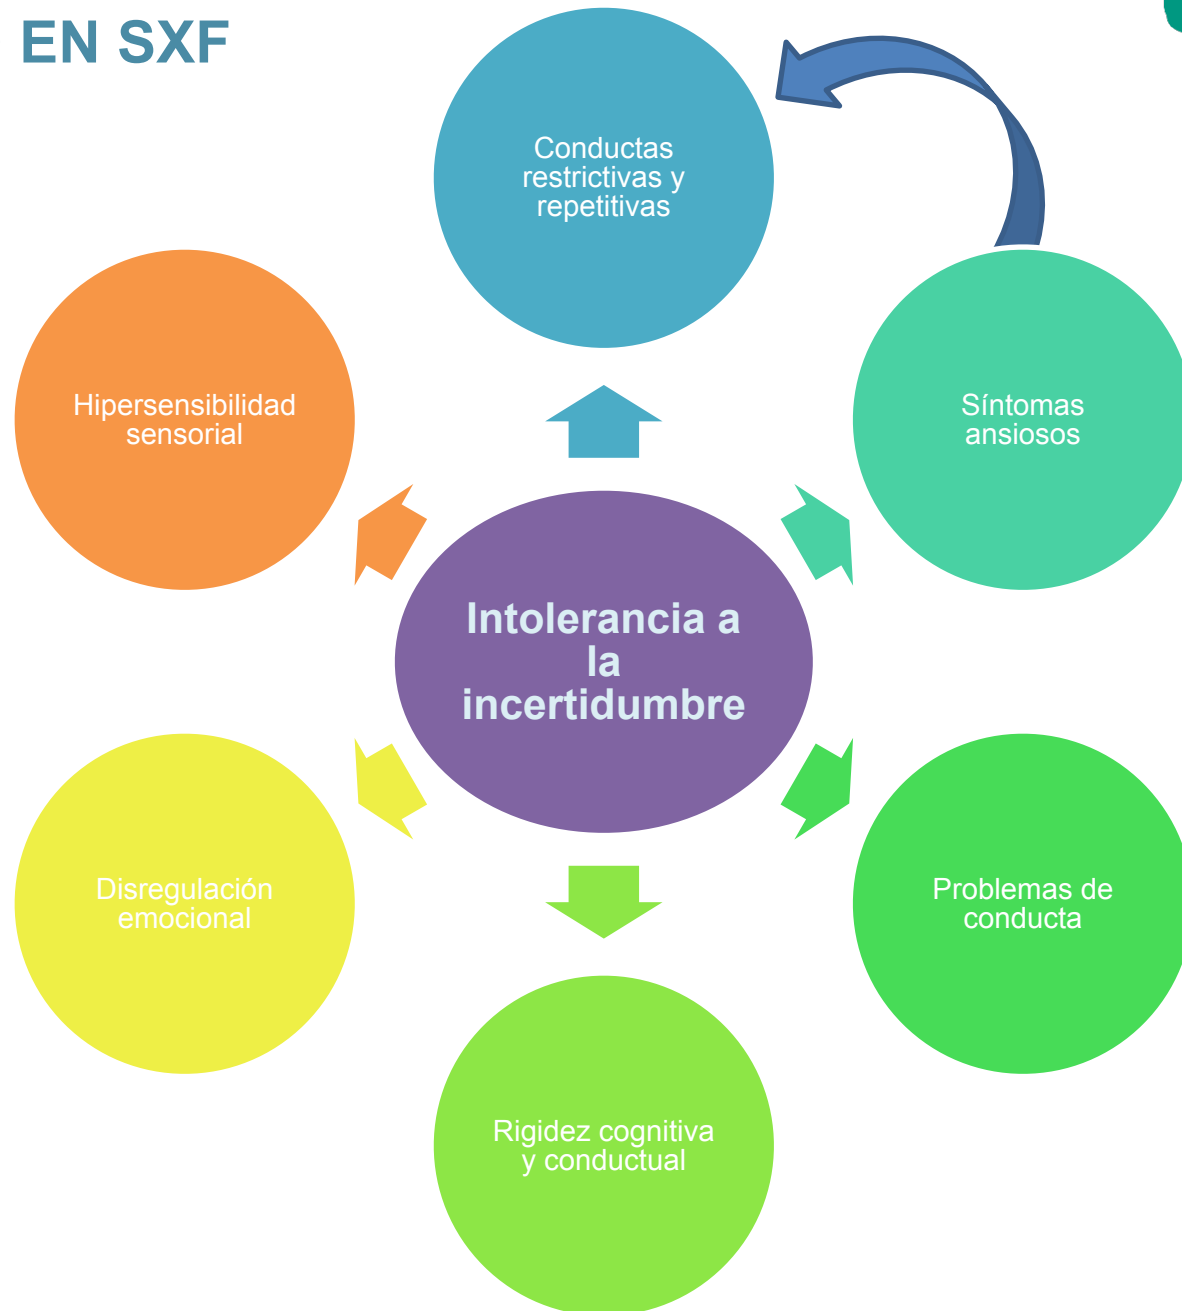 EN SXF
Conductas
restrictivas y
repetitivas
Hipersensibilidad
sensorial
Síntomas
ansiosos
Intolerancia a
la
incertidumbre
Disregulación
emocional
Problemas de
conducta
Rigidez cognitiva
y conductual